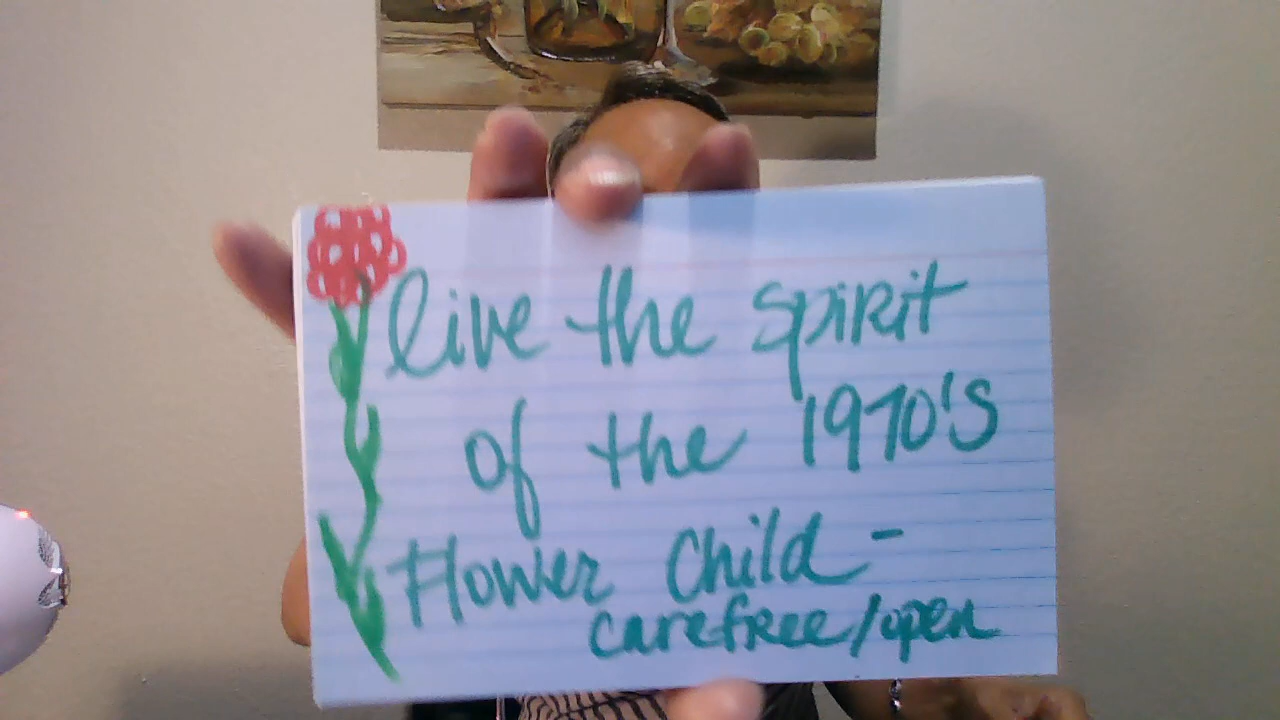 live the spirit
of the 1970's
Flower Child -
carefree/open